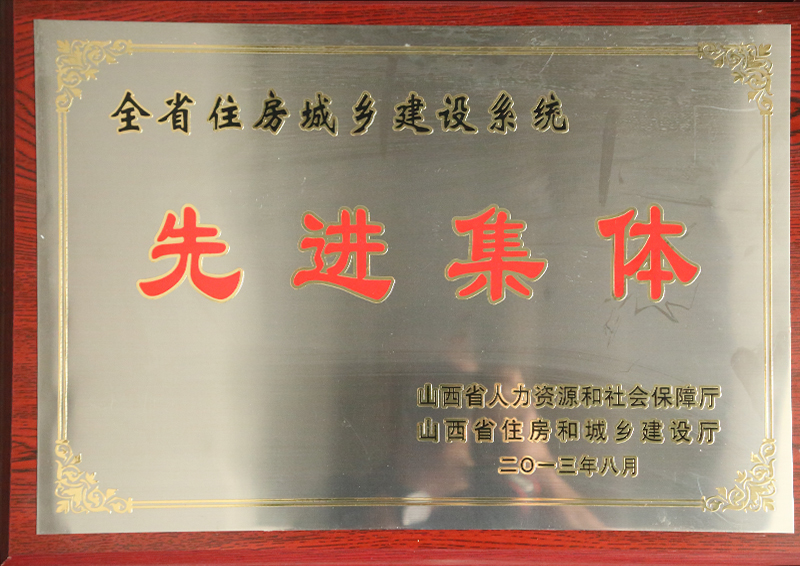 全省住房城乡建设系统
先进集体
山西省人力资源和社会保障厅
山西省住房和城乡建设厅
二〇一三年八月